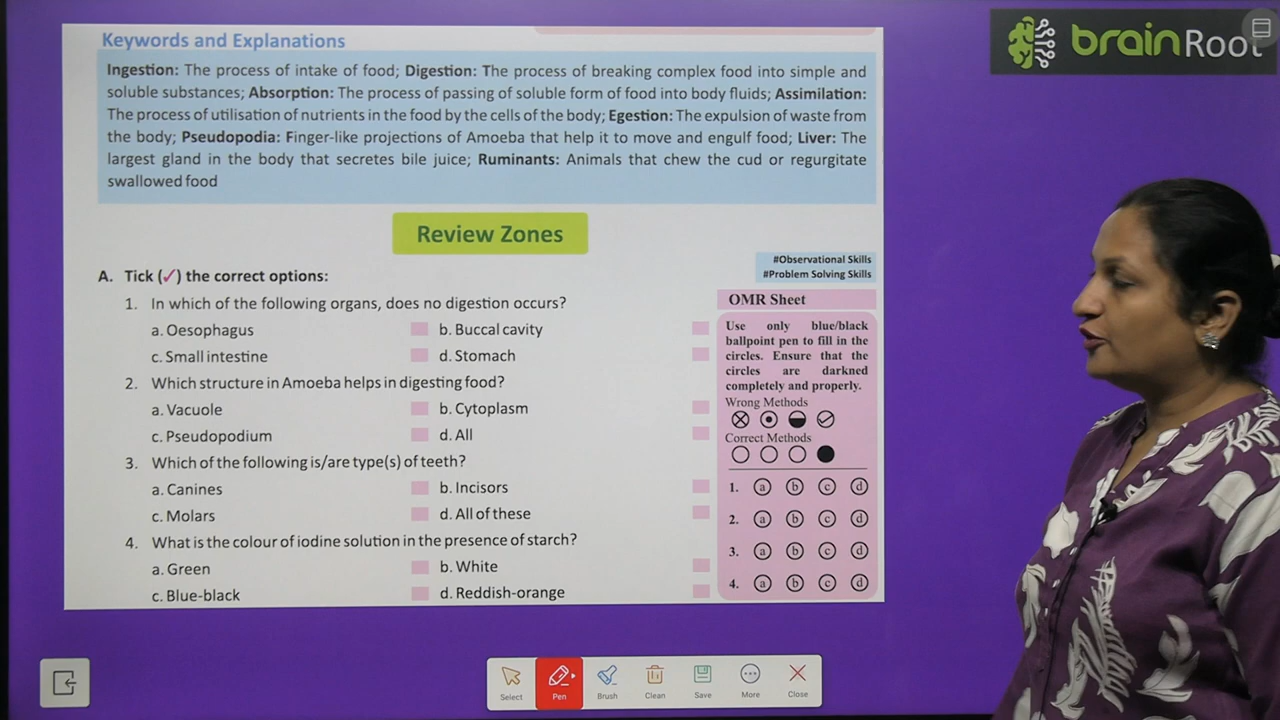 brainRoot
Keywords and Explanations
Ingestion: The process of intake of food; Digestion: The process of breaking complex food into simple and
soluble substances; Absorption: The process of passing of soluble form of food into body fluids; Assimilation:
The process of utilisation of nutrients in the food by the cells of the body; Egestion: The expulsion of waste from
the body; Pseudopodia: Finger-like projections of Amoeba that help it to move and engulf food; Liver: The
largest gland in the body that secretes bile juice; Ruminants: Animals that chew the cud or regurgitate
swallowed food
Review Zones
#Observational Skills
#Problem Solving Skills
A. Tick (✓) the correct options:
1. In which of the following organs, does no digestion occurs?
a. Oesophagus b. Buccal cavity
c. Small intestine d. Stomach
2. Which structure in Amoeba helps in digesting food?
a. Vacuole b. Cytoplasm
c. Pseudopodium d. All
3. Which of the following is/are type(s) of teeth?
a. Canines b. Incisors
c. Molars d. All of these
4. What is the colour of iodine solution in the presence of starch?
a. Green b. White
c. Blue-black d. Reddish-orange
OMR Sheet
Use only blue/black
ballpoint pen to fill in the
circles. Ensure that the
circles are darkned
completely and properly.
Wrong Methods
Correct Methods
1. a b c d
2. a b c d
3. a b c d
4. a b c d
Select Pen Brush Clean Save More Close